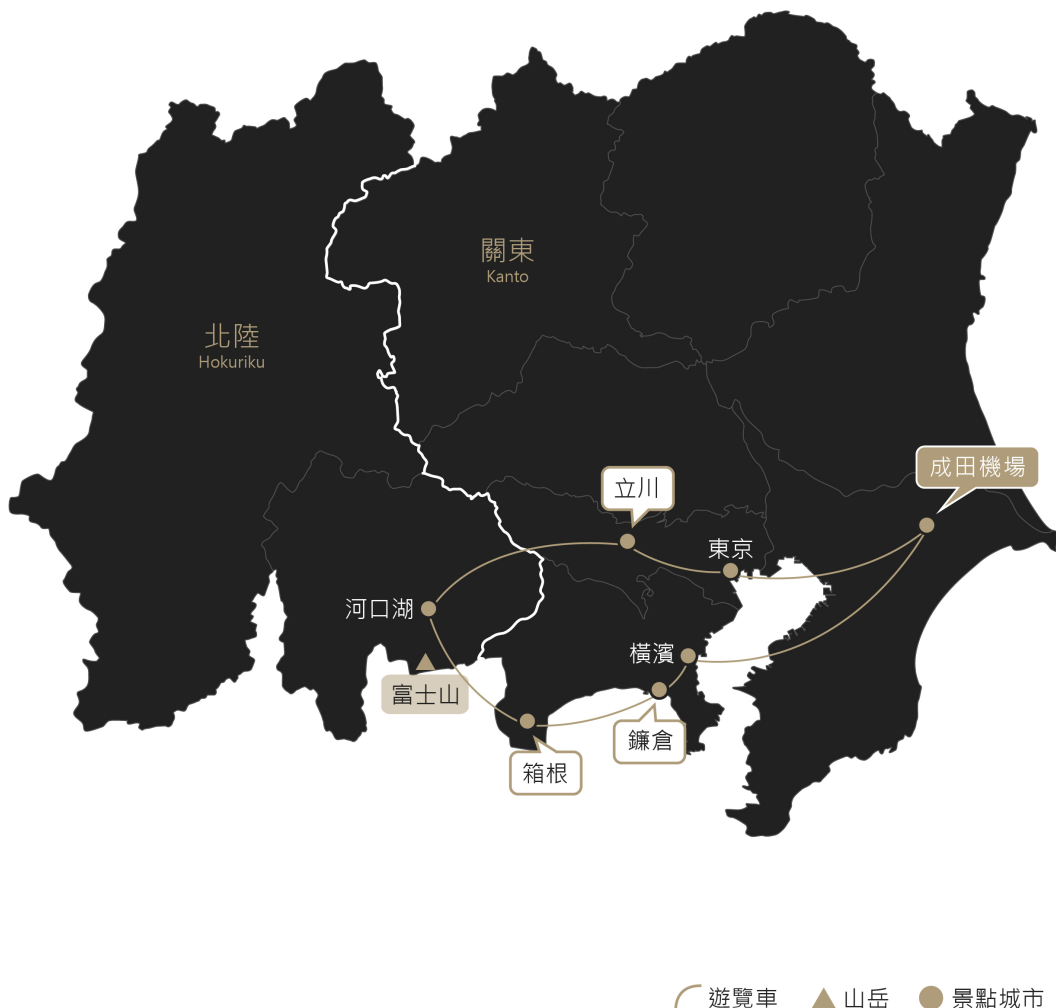 關東
Kanto
北陸
Hokuriku
成田機場
立川
東京
河口湖
橫濱
富士山
鐮倉
箱根
遊覽車
山岳
景點城市